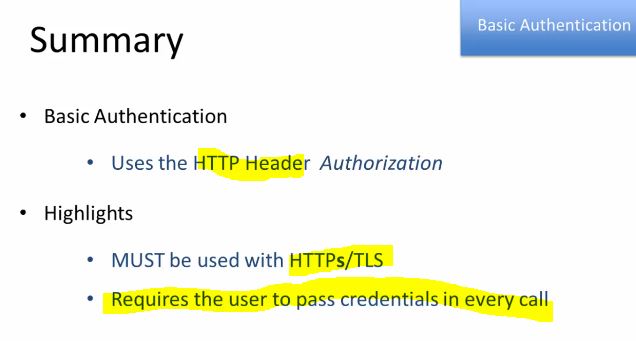 Summary
Basic Authentication
• Basic Authentication
• Uses the HTTP Header Authorization
• Highlights
• MUST be used with HTTPs/TLS
• Requires the user to pass credentials in every call